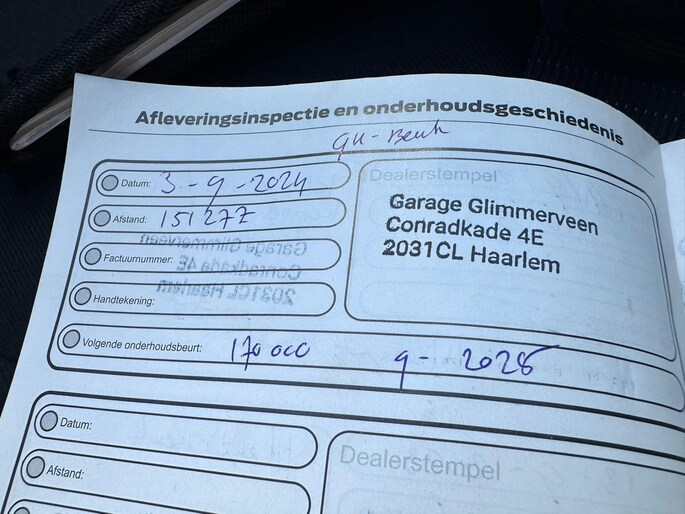 Afleveringsinspectie en onderhoudsgeschiedenis
GU-Beurt
Datum: 3-9-2024
Afstand: 151277
Factuurnummer:
Handtekening:
Volgende onderhoudsbeurt: 170 000 9-2025
Dealerstempel
Garage Glimmerveen
Conradkade 4E
2031CL Haarlem
Datum:
Afstand:
Dealerstempel